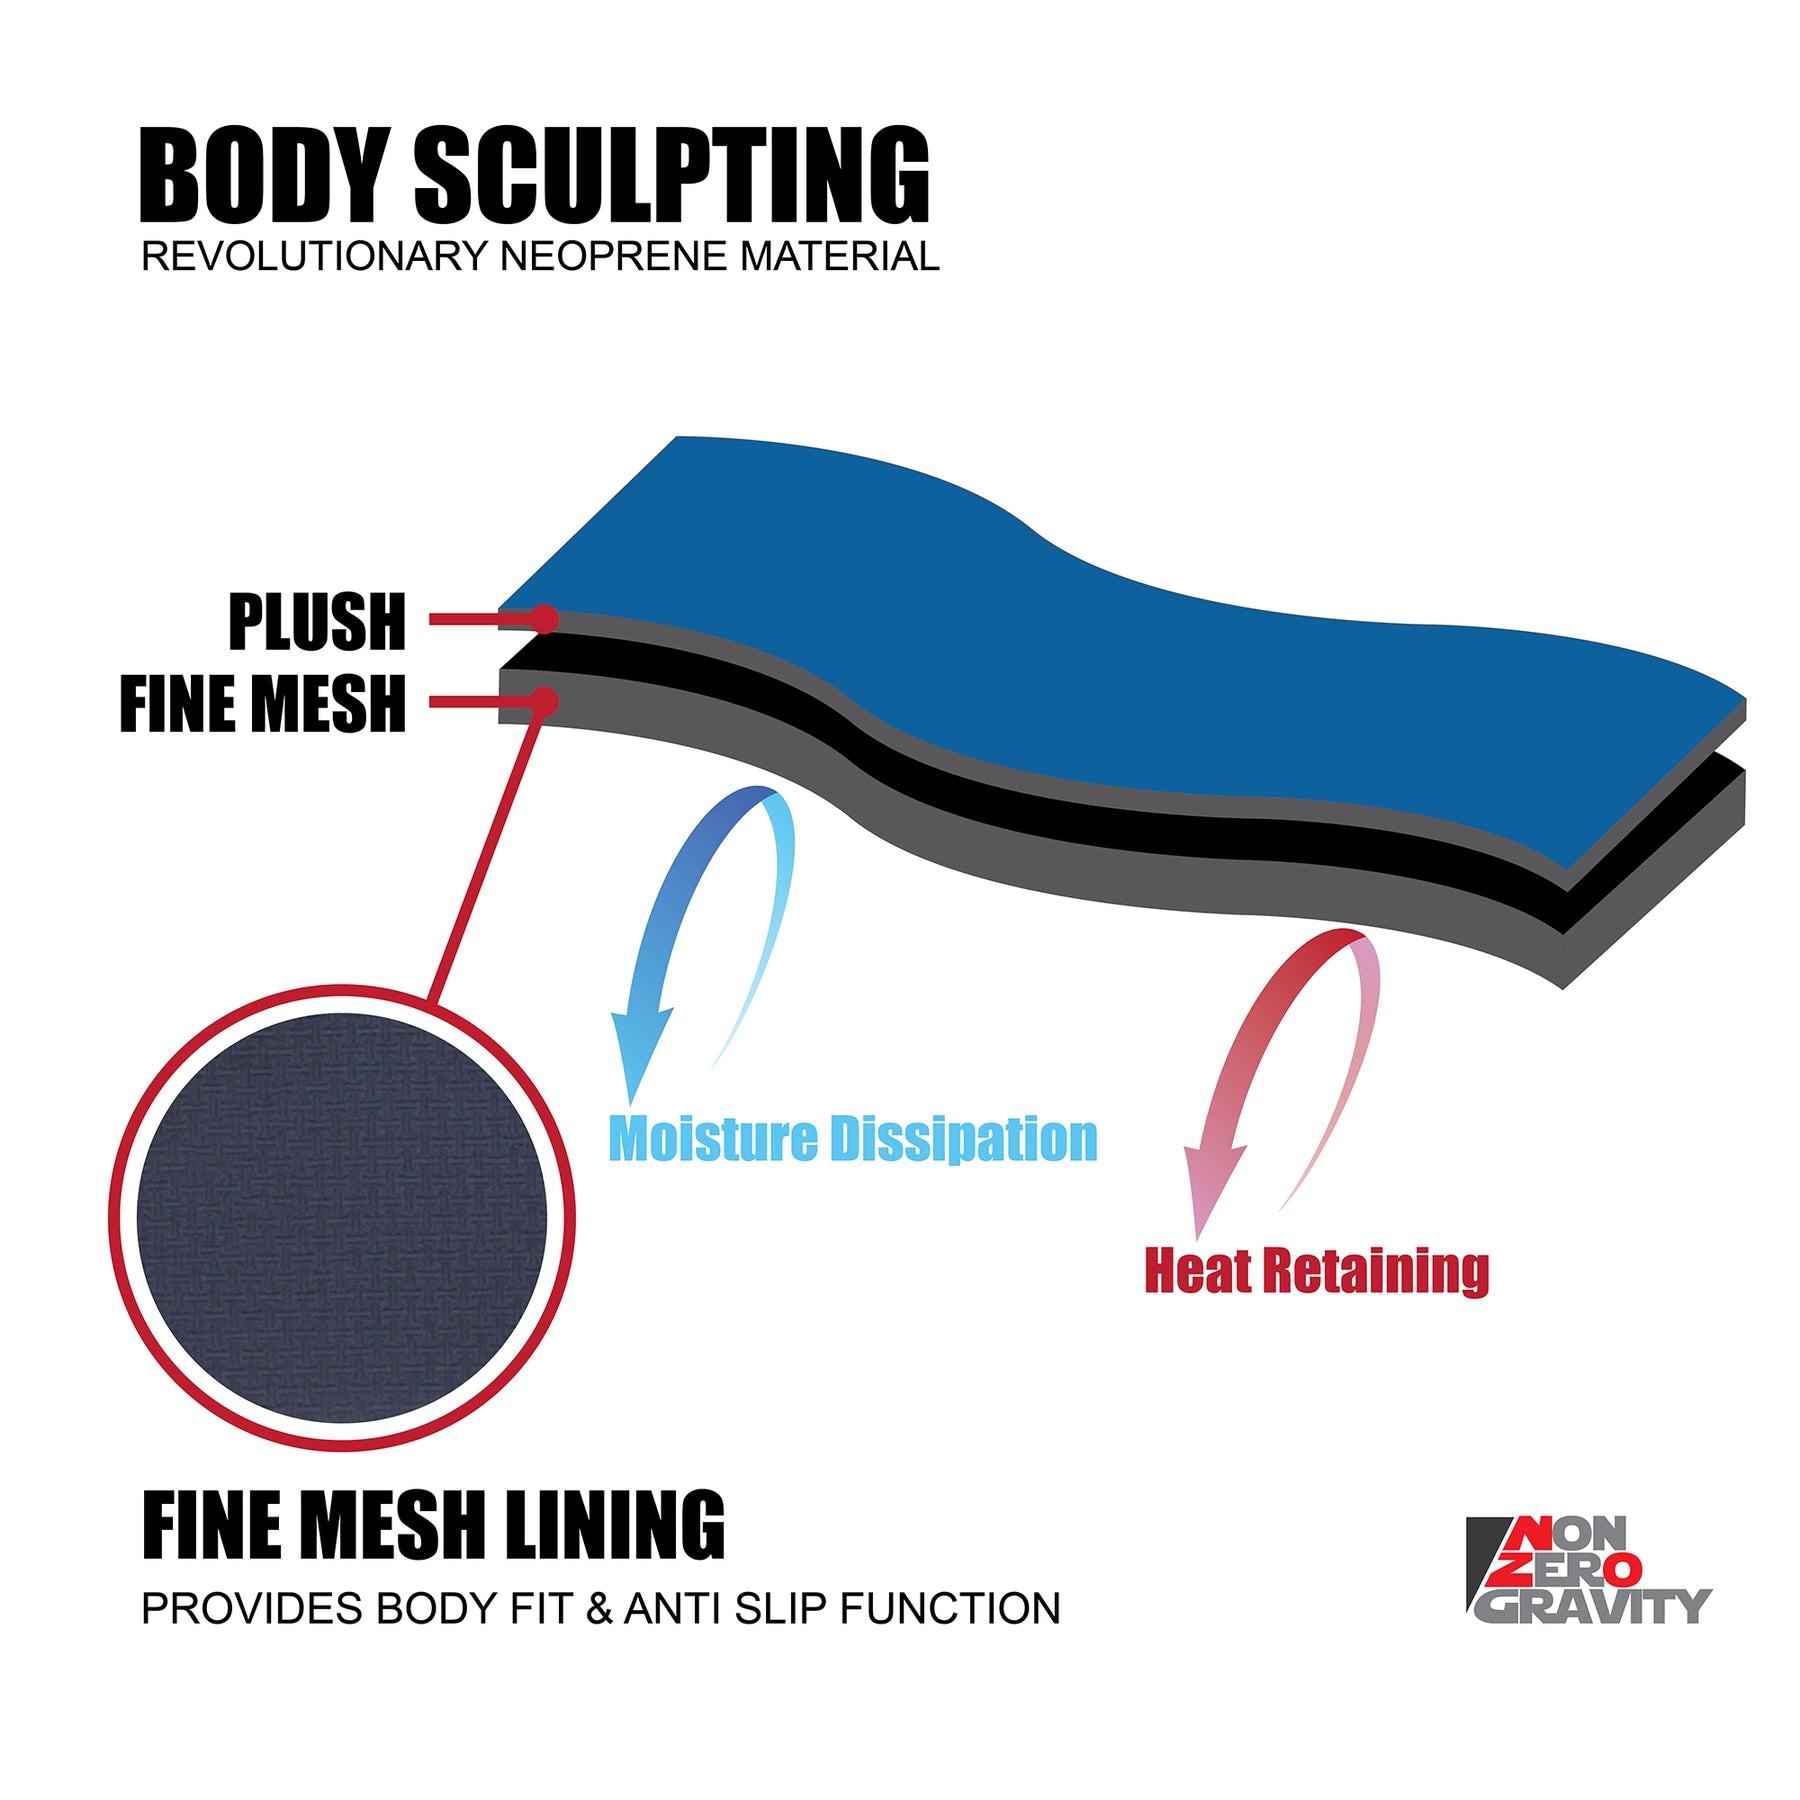 BODY SCULPTING
REVOLUTIONARY NEOPRENE MATERIAL
PLUSH
FINE MESH
Moisture Dissipation
Heat Retaining
FINE MESH LINING
PROVIDES BODY FIT & ANTI SLIP FUNCTION
NON
ZERO
GRAVITY